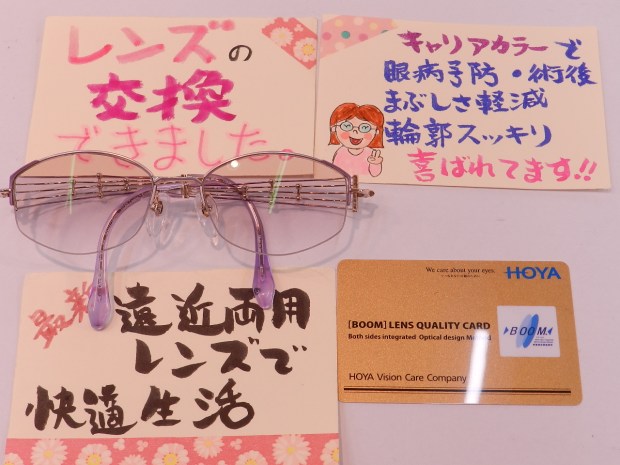 レンズの
交換
できました。
キャリアカラーで
眼病予防・術後
まぶしさ軽減
輪郭スッキリ
喜ばれてます!!
最新
遠近両用
レンズで
快適生活
We care about your eyes.
HOYA
[BOOM] LENS QUALITY CARD
Both sides integrated Optical design
BOOM
HOYA Vision Care Company